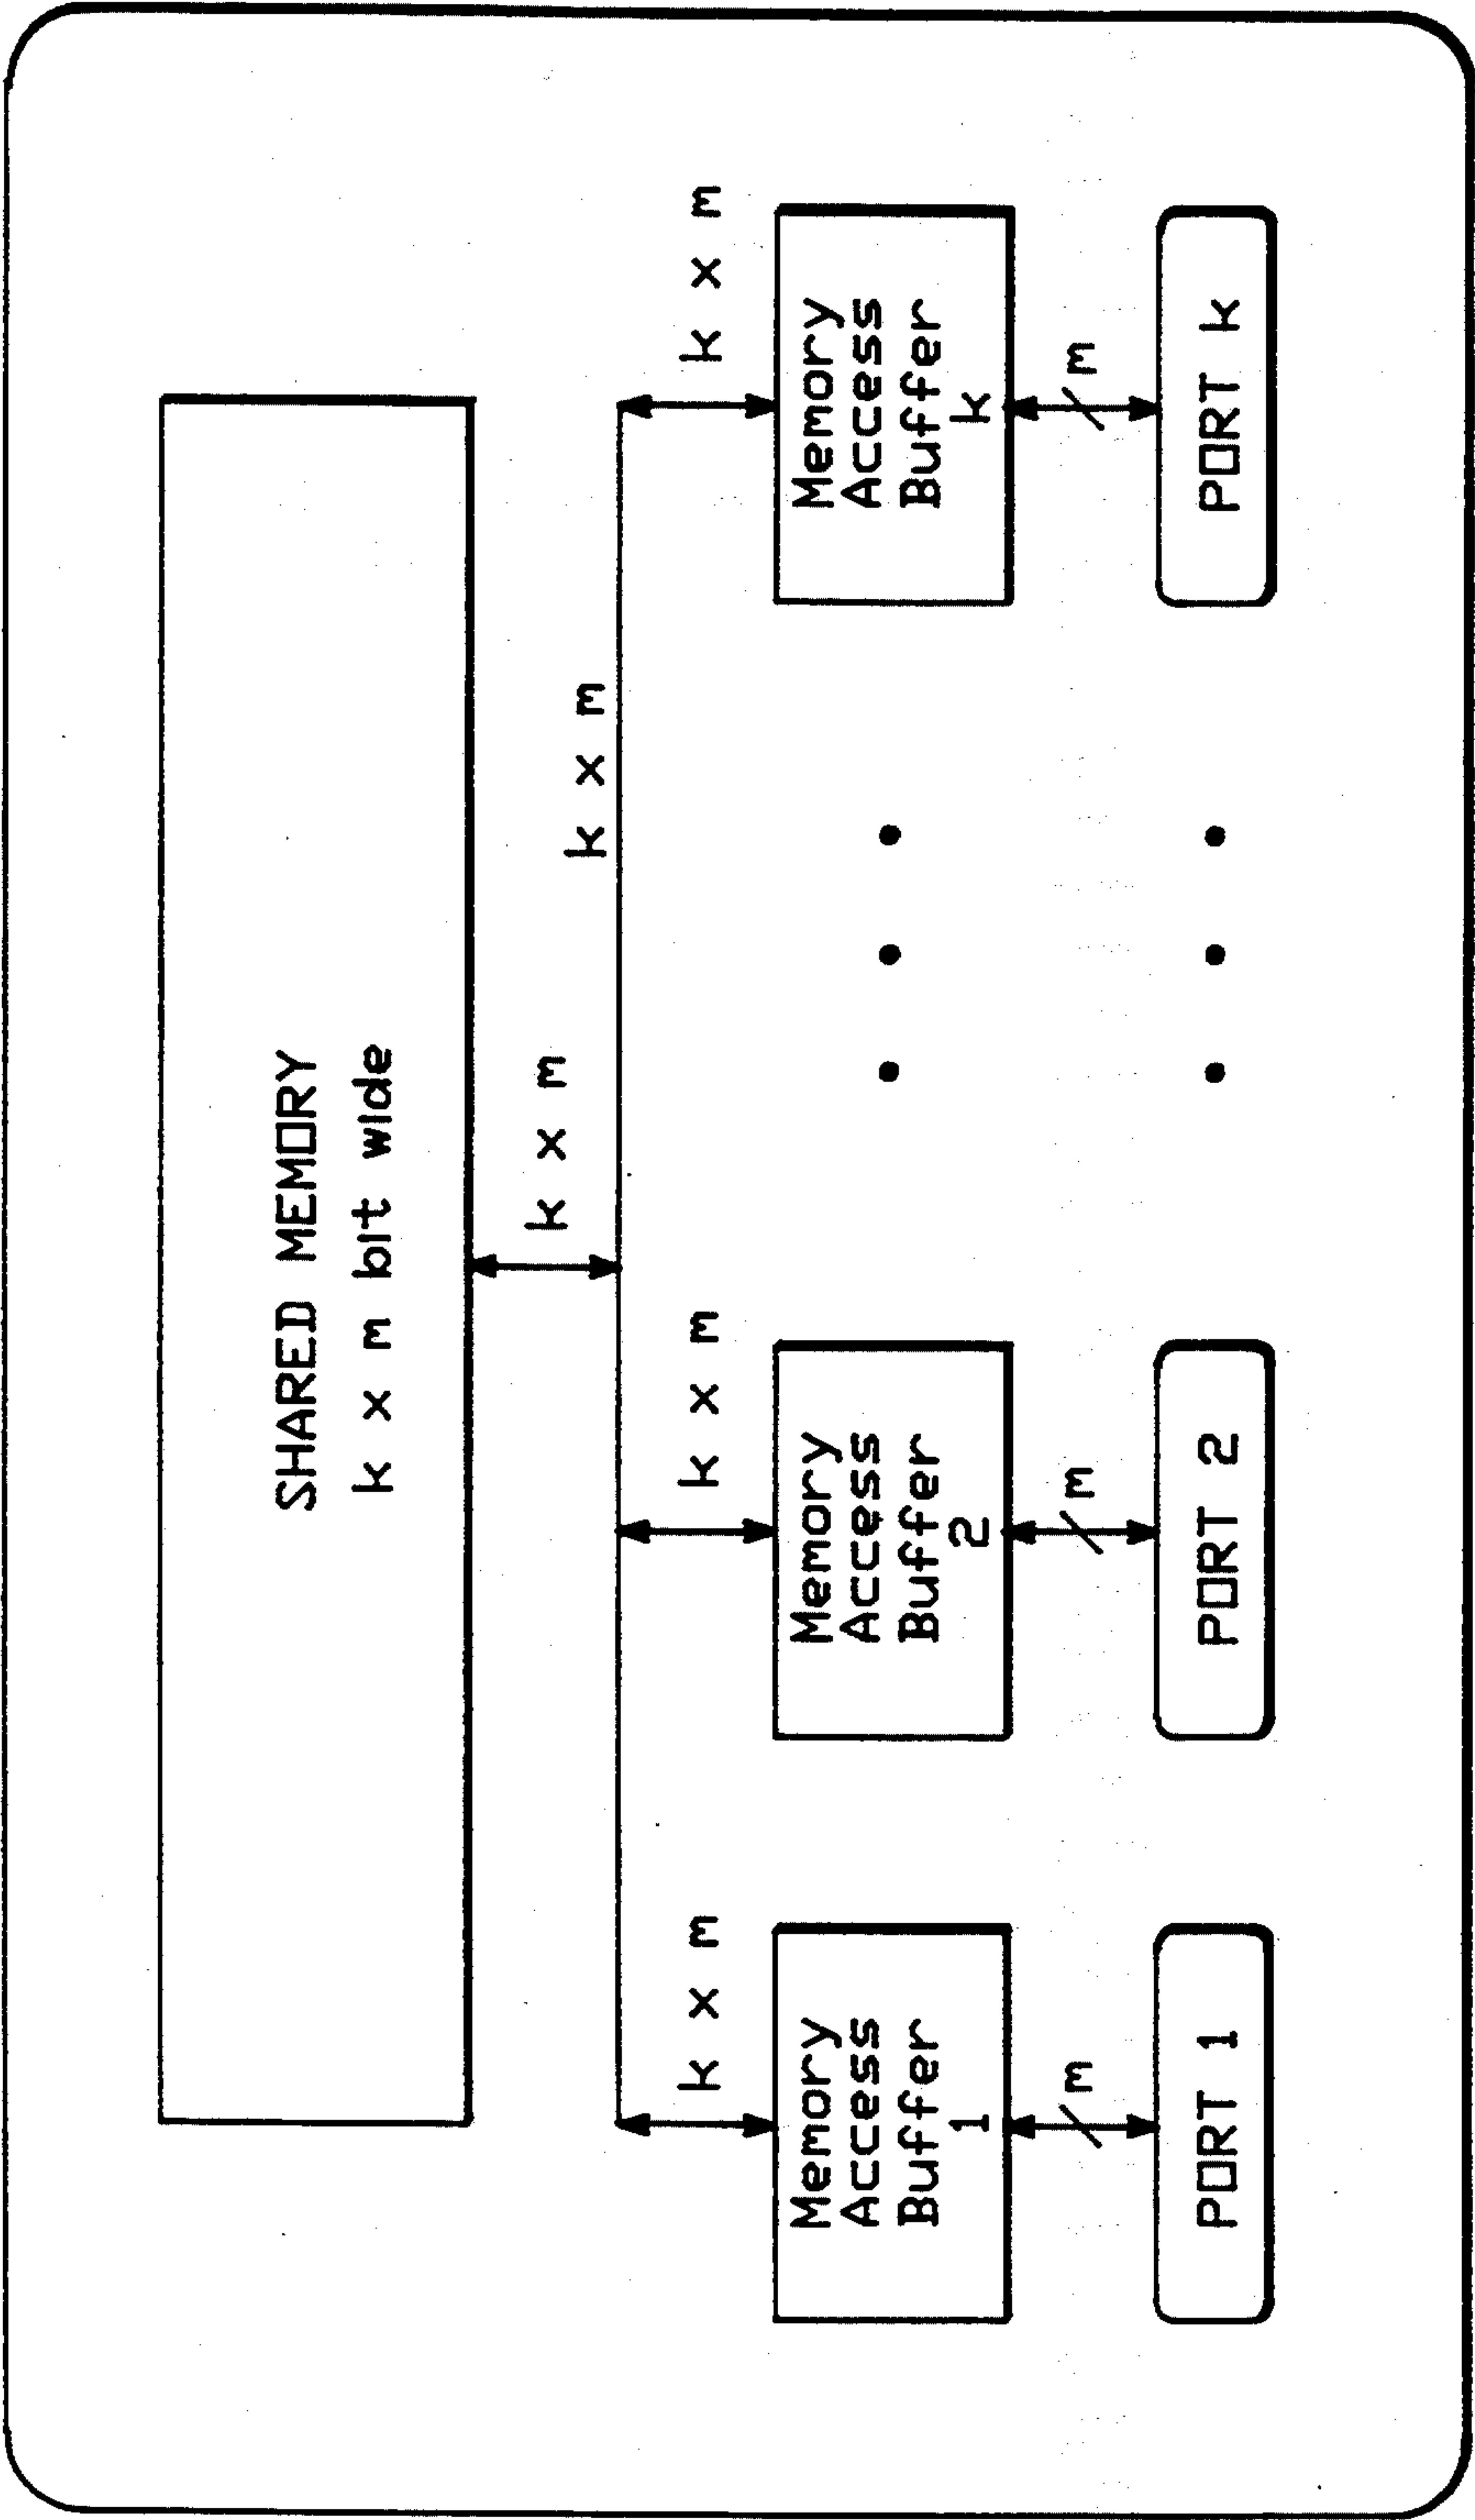 SHARED MEMORY
k x m bit wide
k x m
k x m
k x m
k x m
k x m
Memory
Access
Buffer
1
Memory
Access
Buffer
2
Memory
Access
Buffer
k
m
m
m
PORT 1
PORT 2
PORT k